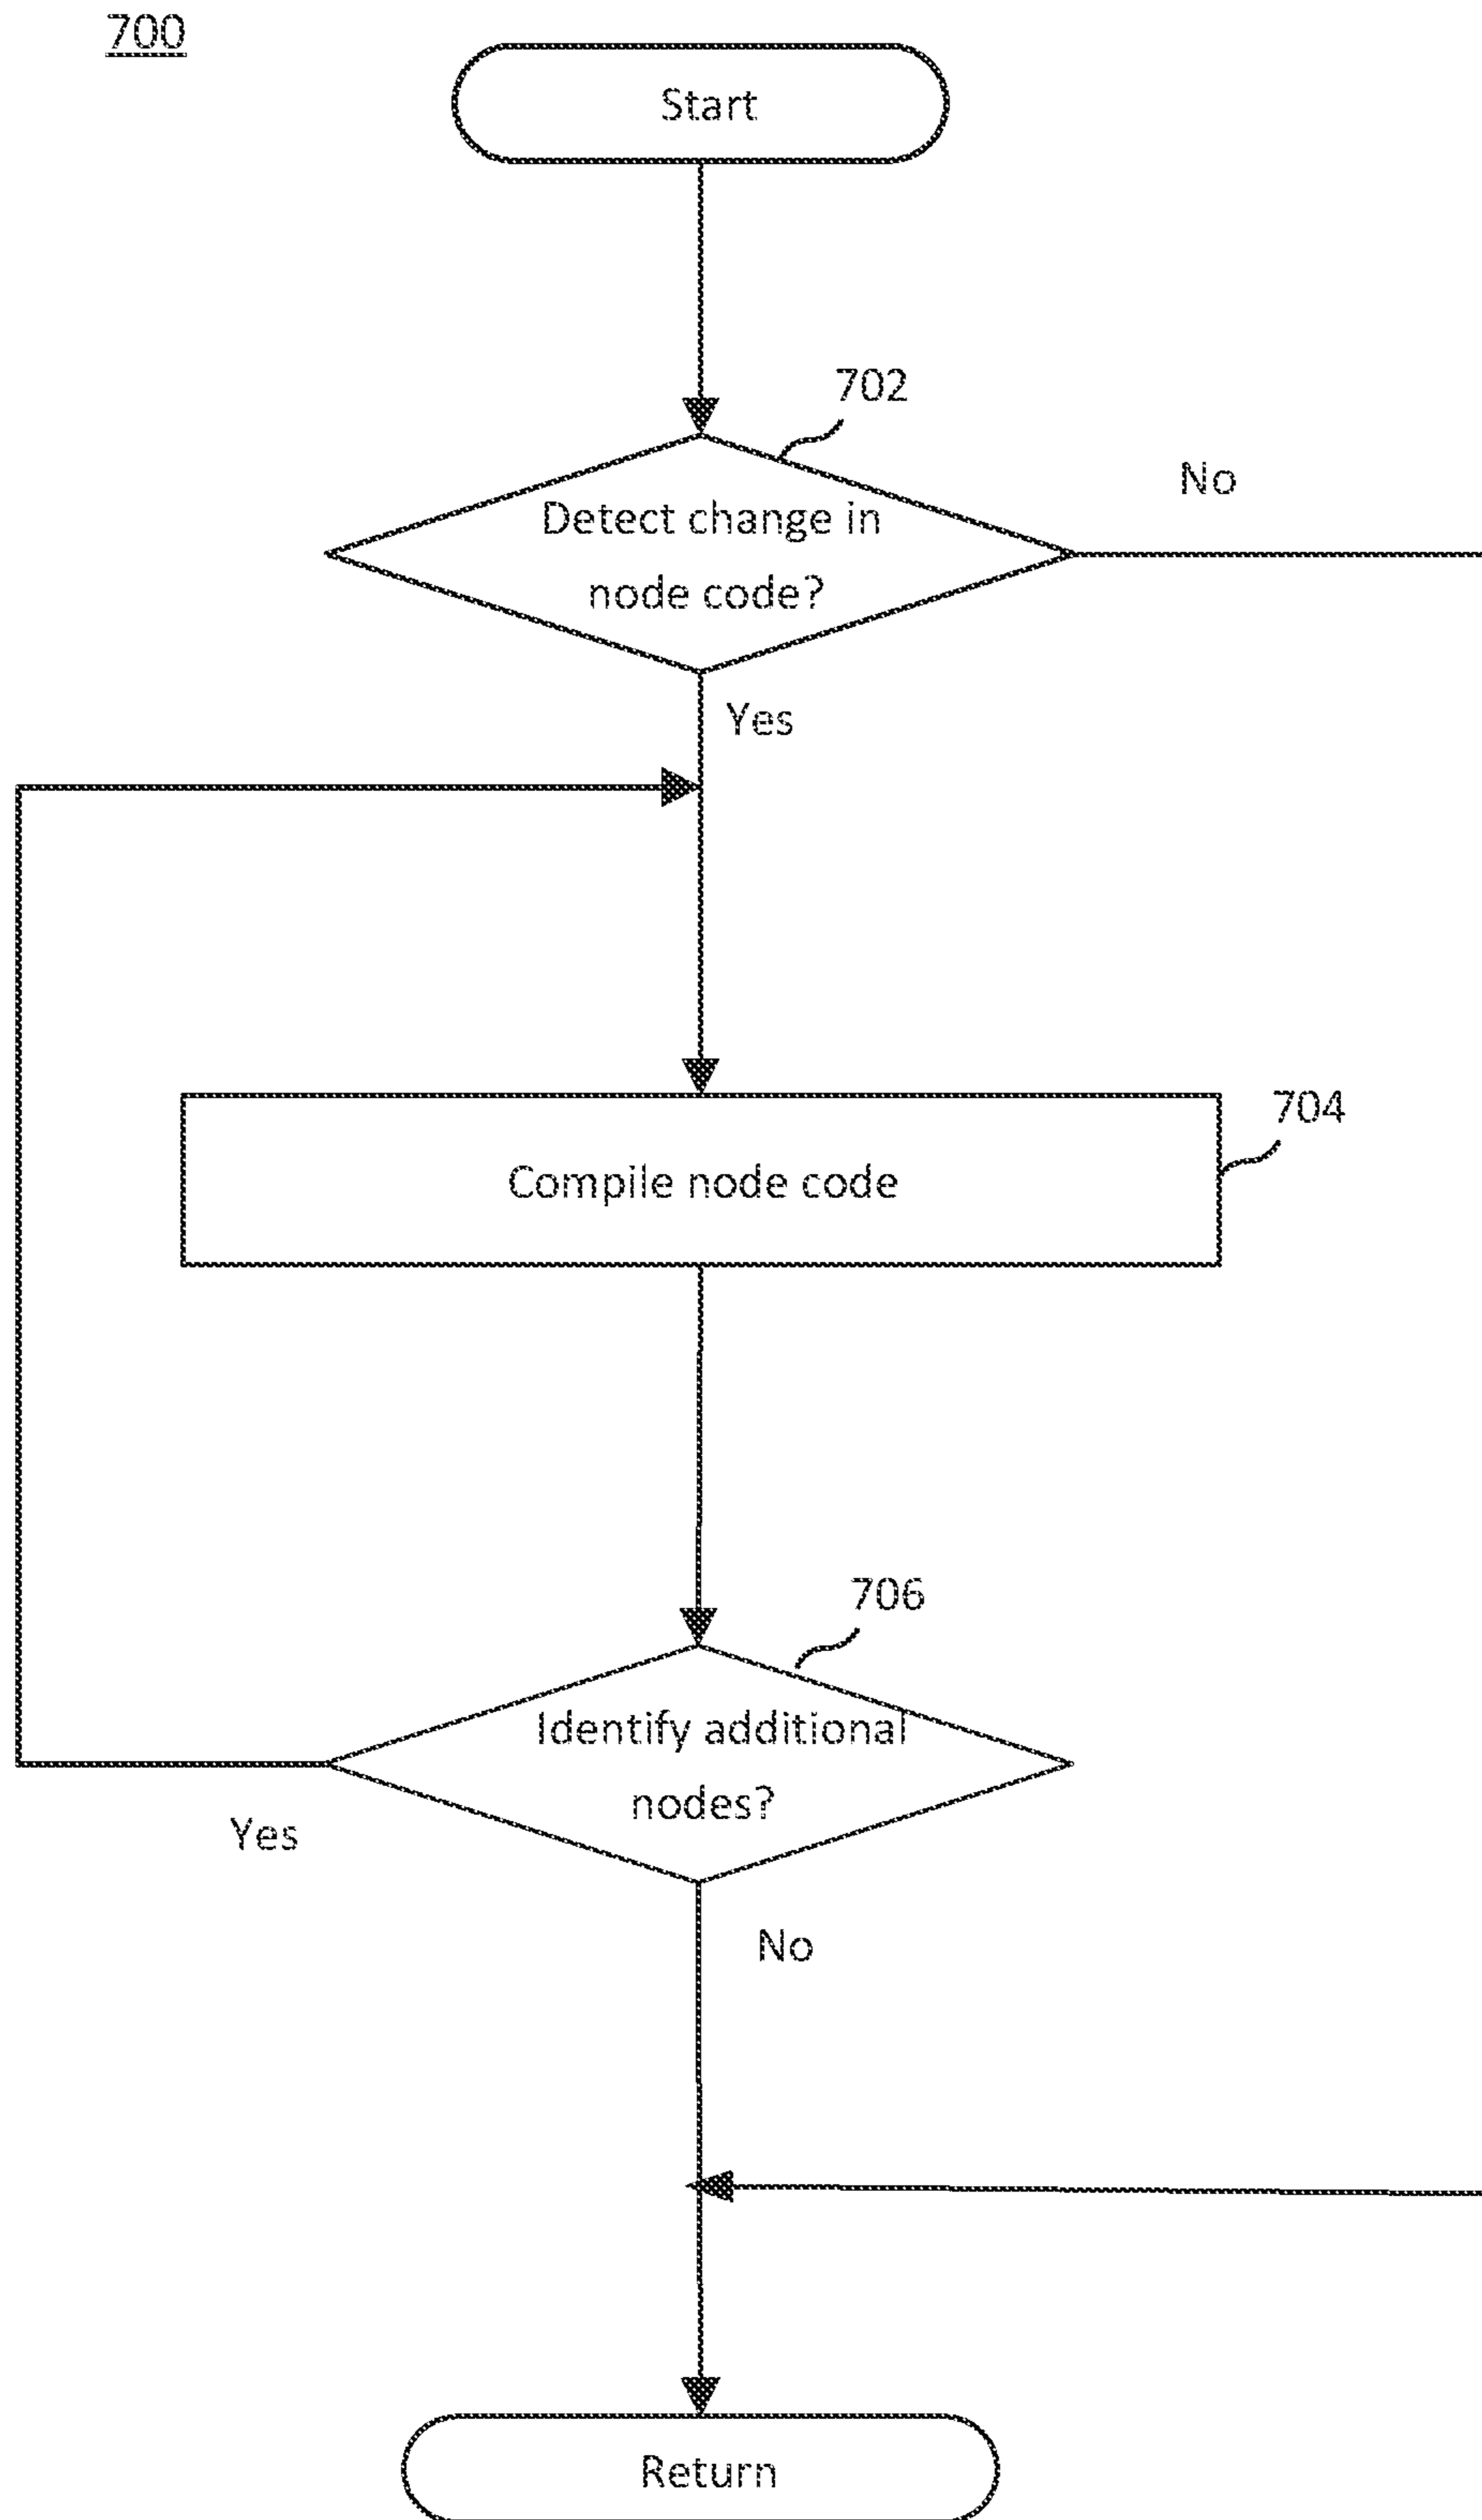 700
Start
702
No
Detect change in
node code?
Yes
704
Compile node code
706
Identify additional
nodes?
Yes
No
Return